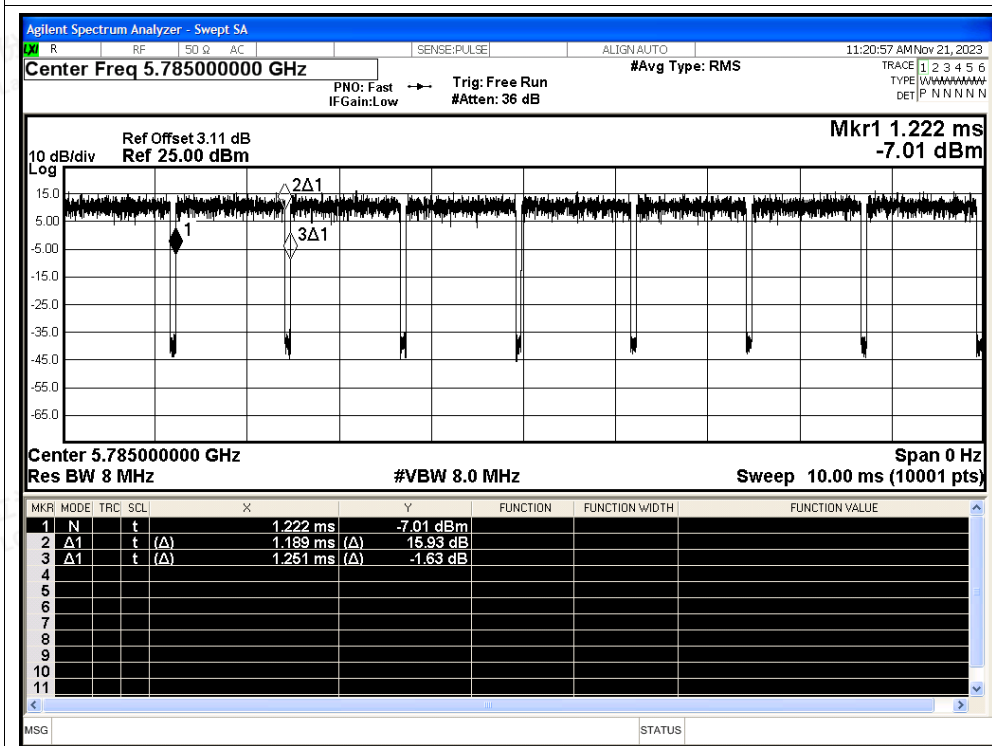 Agilent Spectrum Analyzer - Swept SA
LXI R RF 50 Ω AC SENSE:PULSE ALIGN AUTO 11:20:57 AM Nov 21, 2023
Center Freq 5.785000000 GHz #Avg Type: RMS TRACE 1 2 3 4 5 6
PNO: Fast Trig: Free Run TYPE WWWWWW
IFGain:Low #Atten: 36 dB DET P N N N N N
Mkr1 1.222 ms
Ref Offset 3.11 dB
10 dB/div Ref 25.00 dBm -7.01 dBm
Log
15.0
5.00
-5.00
-15.0
-25.0
-35.0
-45.0
-55.0
-65.0
2Δ1
1
3Δ1
Center 5.785000000 GHz Span 0 Hz
Res BW 8 MHz #VBW 8.0 MHz Sweep 10.00 ms (10001 pts)
MKR MODE TRC SCL X Y FUNCTION FUNCTION WIDTH FUNCTION VALUE
1 N t 1.222 ms -7.01 dBm
2 Δ1 t (Δ) 1.189 ms (Δ) 15.93 dB
3 Δ1 t (Δ) 1.251 ms (Δ) -1.63 dB
4
5
6
7
8
9
10
11
MSG STATUS